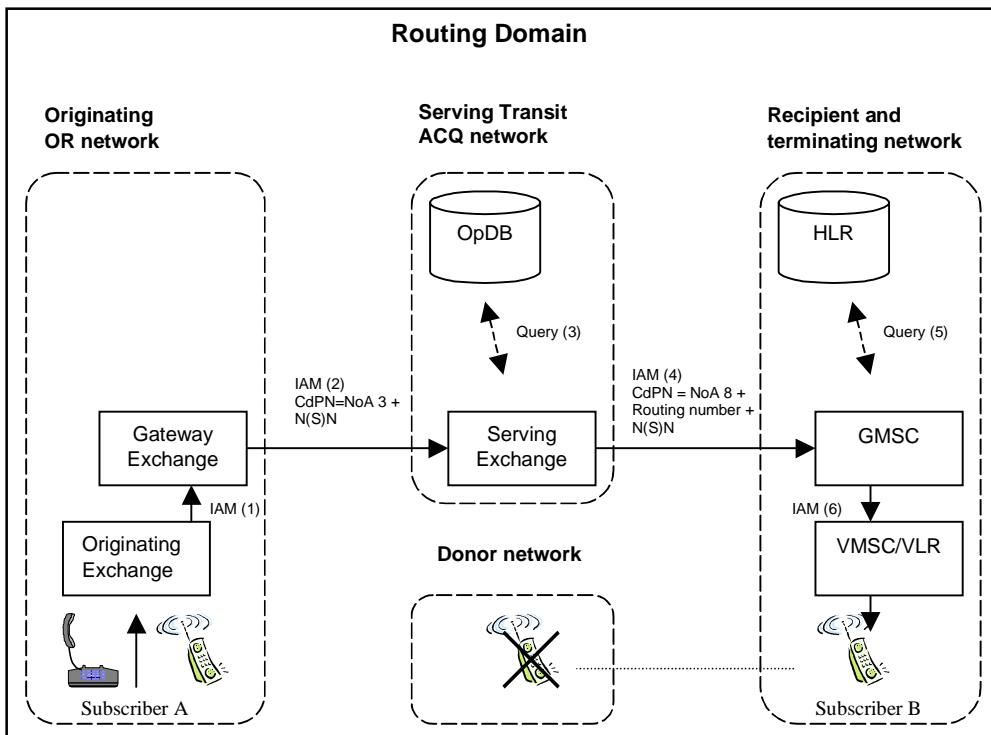 Routing Domain
Originating
OR network
Serving Transit
ACQ network
Recipient and
terminating network
OpDB
HLR
Query (3)
Query (5)
IAM (2)
CdPN=NoA 3 +
N(S)N
IAM (4)
CdPN = NoA 8 +
Routing number +
N(S)N
Gateway
Exchange
Serving
Exchange
GMSC
IAM (1)
IAM (6)
Originating
Exchange
VMSC/VLR
Donor network
Subscriber A
Subscriber B